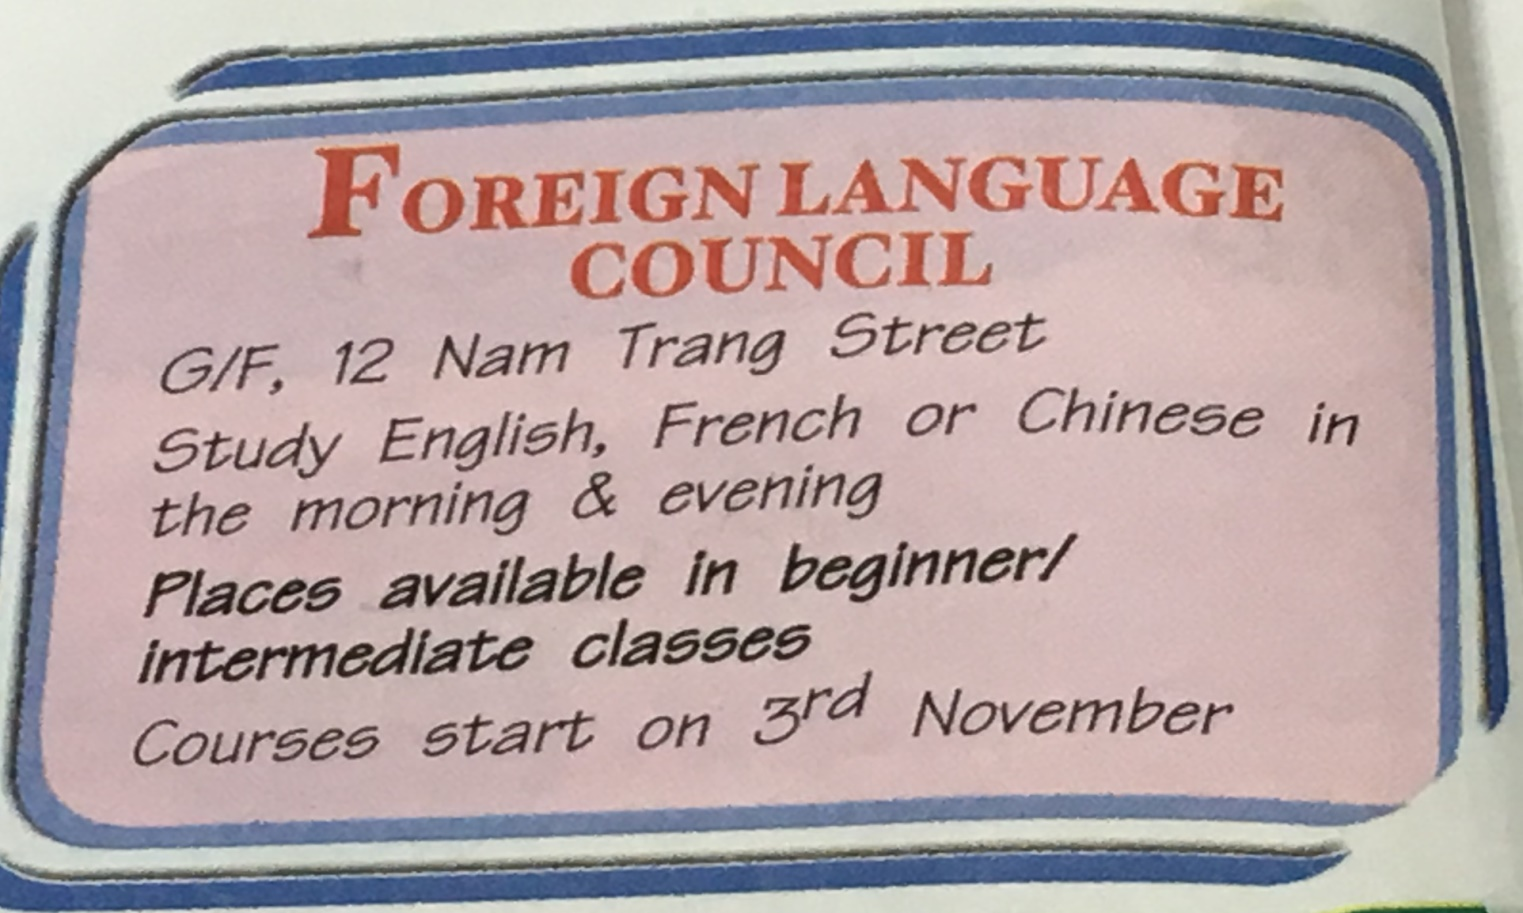 FOREIGN LANGUAGE
COUNCIL
G/F, 12 Nam Trang Street
Study English, French or Chinese in
the morning & evening
Places available in beginner/
intermediate classes
Courses start on 3rd November